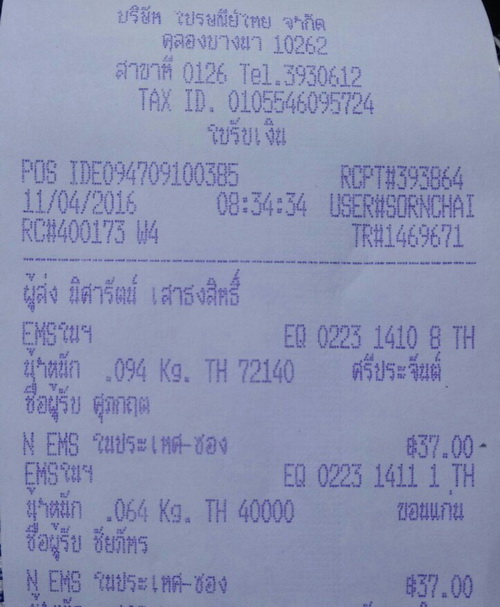 บริษัท ไปรษณีย์ไทย จำกัด
คลองบางนา 10262
สาขาที่ 0126 Tel.3930612
TAX ID. 0105546095724
ใบรับเงิน
POS IDE094709100385 RCPT#393864
11/04/2016 08:34:34 USER#SORNCHAI
RC#400173 W4 TR#1469671
ผู้ส่ง นิศารัตน์ เสาธงสิทธิ์
EMSในฯ EQ 0223 1410 8 TH
น้ำหนัก .094 Kg. TH 72140 ศรีประจันต์
ชื่อผู้รับ ศุภกฤต
N EMS ในประเทศ-ซอง ฿37.00
EMSในฯ EQ 0223 1411 1 TH
น้ำหนัก .064 Kg. TH 40000 ขอนแก่น
ชื่อผู้รับ ชัยภัทร
N EMS ในประเทศ-ซอง ฿37.00